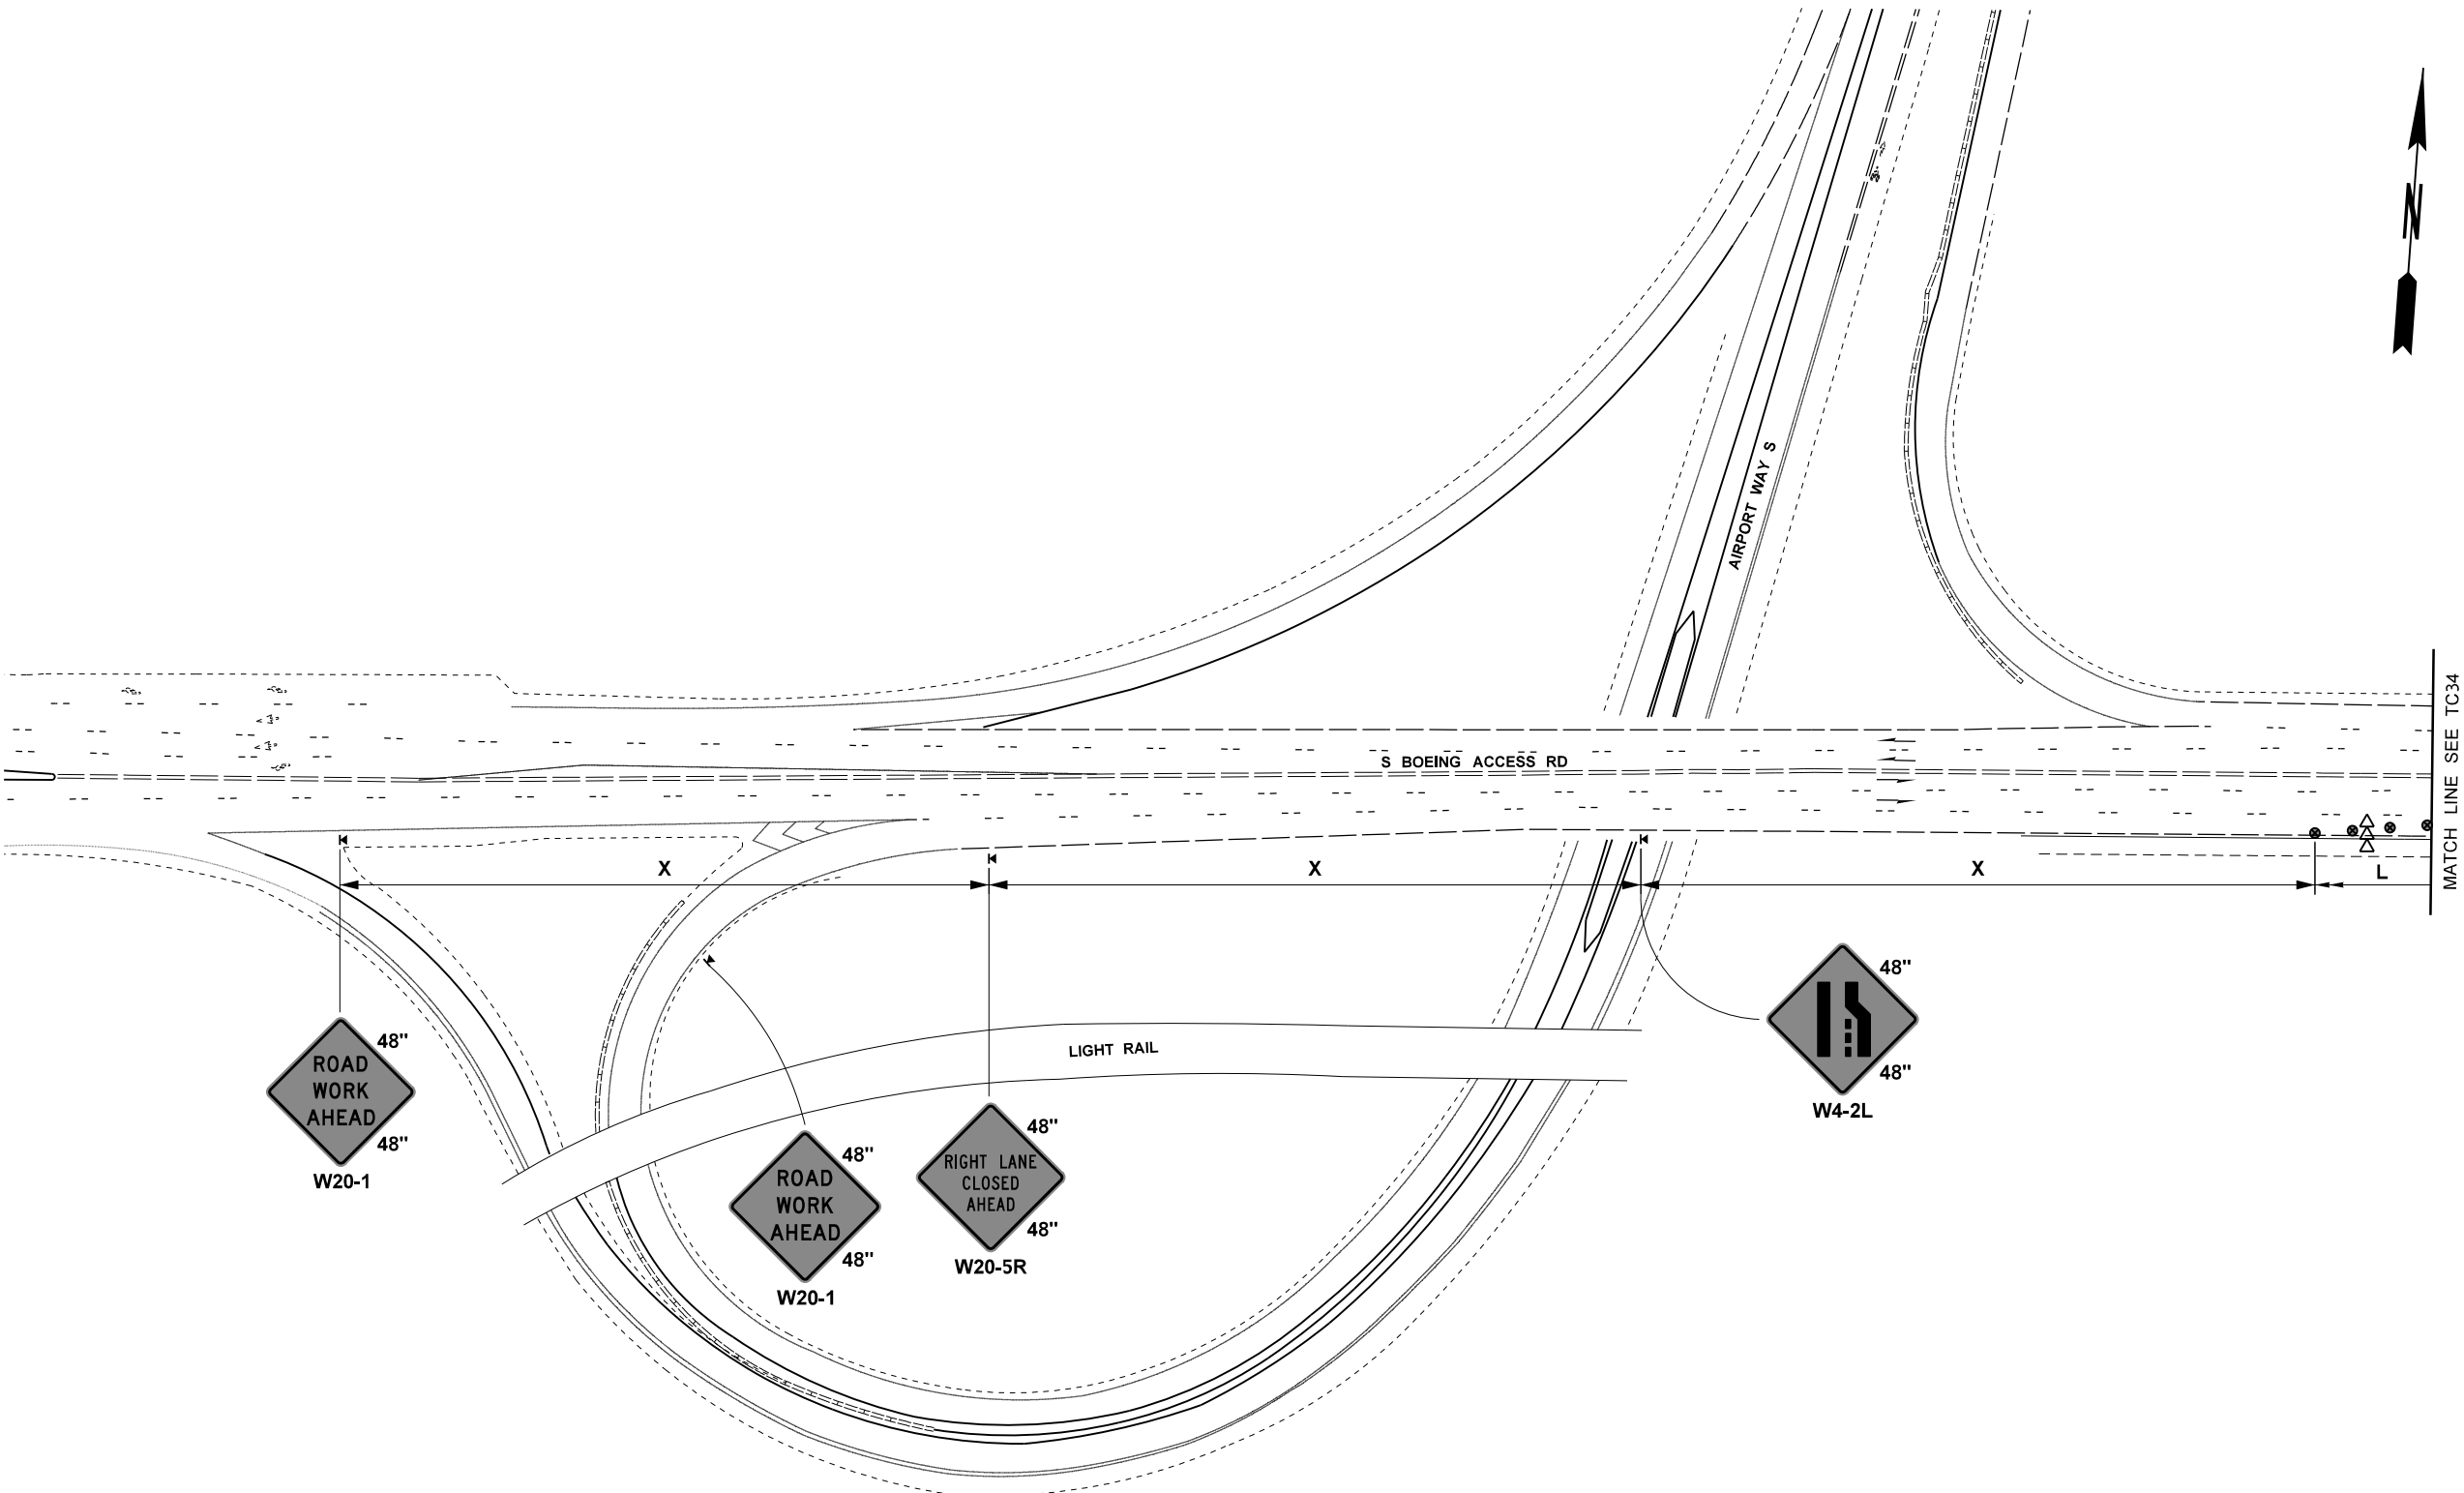 N
AIRPORT WAY S
S BOEING ACCESS RD
MATCH LINE SEE TC34
X
X
X
L
LIGHT RAIL
48"
ROAD
WORK
AHEAD
48"
W20-1
48"
ROAD
WORK
AHEAD
48"
W20-1
48"
RIGHT LANE
CLOSED
AHEAD
48"
W20-5R
48"
48"
W4-2L